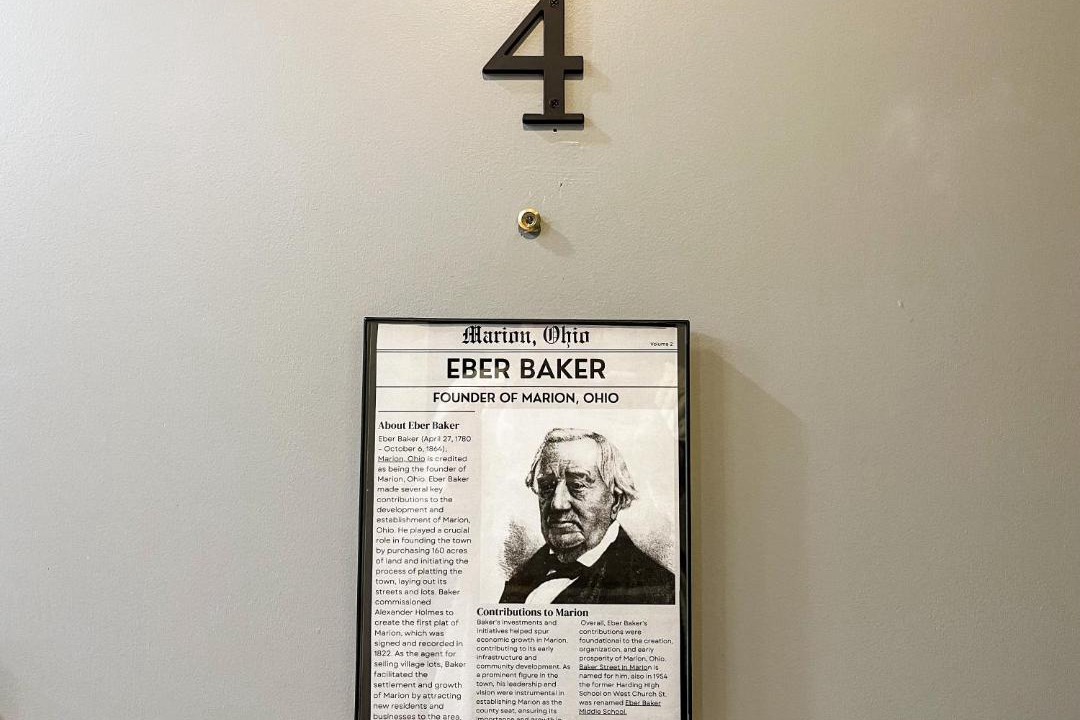 4
Marion, Ohio
Volume 2
EBER BAKER
FOUNDER OF MARION, OHIO
About Eber Baker
Eber Baker (April 27, 1780
– October 6, 1864),
Marion, Ohio is credited
as being the founder of
Marion, Ohio. Eber Baker
made several key
contributions to the
development and
establishment of Marion,
Ohio. He played a crucial
role in founding the town
by purchasing 160 acres
of land and initiating the
process of platting the
town, laying out its
streets and lots. Baker
commissioned
Alexander Holmes to
create the first plat of
Marion, which was
signed and recorded in
1822. As the agent for
selling village lots, Baker
facilitated the
settlement and growth
of Marion by attracting
new residents and
businesses to the area.
Contributions to Marion
Baker's investments and
initiatives helped spur
economic growth in Marion,
contributing to its early
infrastructure and
community development. As
a prominent figure in the
town, his leadership and
vision were instrumental in
establishing Marion as the
county seat, ensuring its
importance and growth in
Overall, Eber Baker's
contributions were
foundational to the creation,
organization, and early
prosperity of Marion, Ohio.
Baker Street in Marion is
named for him, also in 1954
the former Harding High
School on West Church St.
was renamed Eber Baker
Middle School.